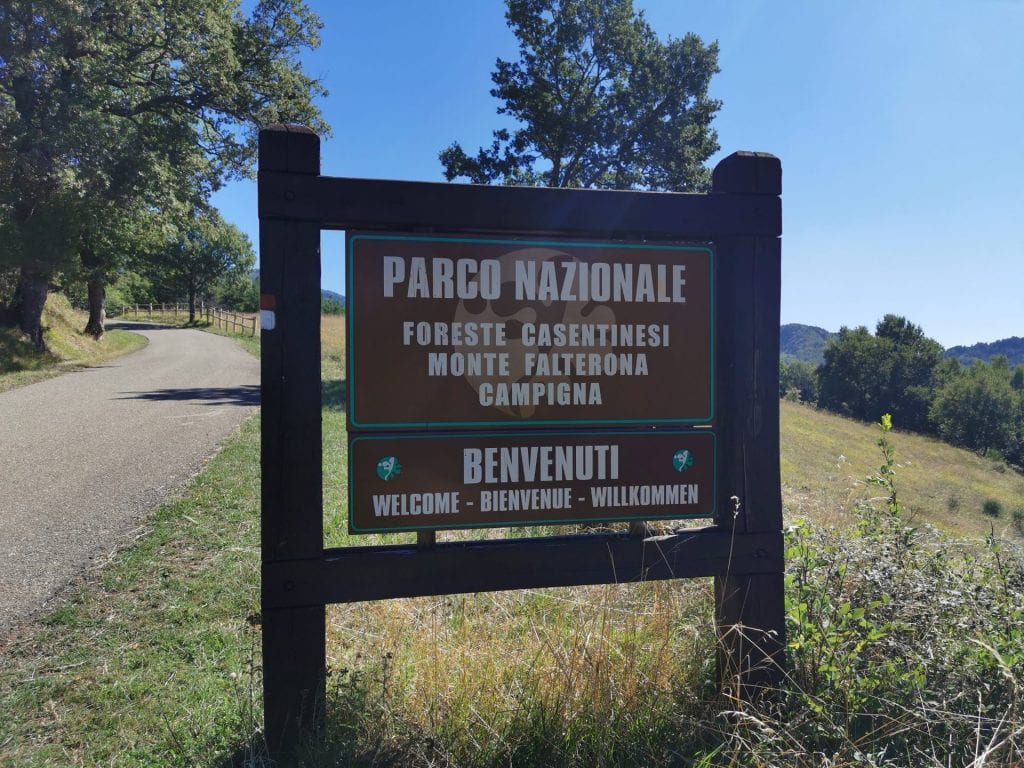 PARCO NAZIONALE
FORESTE CASENTINESI
MONTE FALTERONA
CAMPIGNA
BENVENUTI
WELCOME - BIENVENUE - WILLKOMMEN